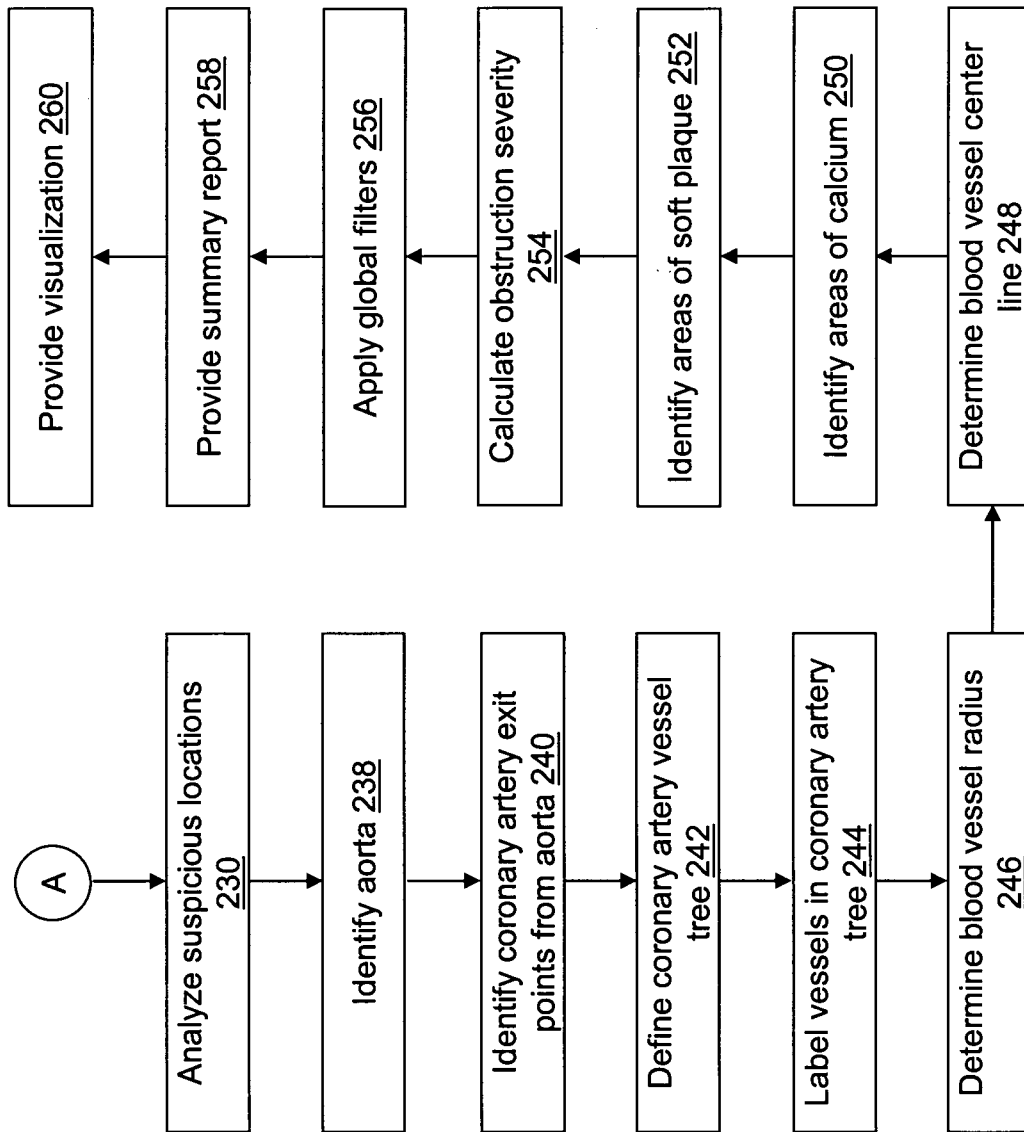 A
Analyze suspicious locations
230
Identify aorta 238
Identify coronary artery exit
points from aorta 240
Define coronary artery vessel
tree 242
Label vessels in coronary artery
tree 244
Determine blood vessel radius
246
Determine blood vessel center
line 248
Identify areas of calcium 250
Identify areas of soft plaque 252
Calculate obstruction severity
254
Apply global filters 256
Provide summary report 258
Provide visualization 260